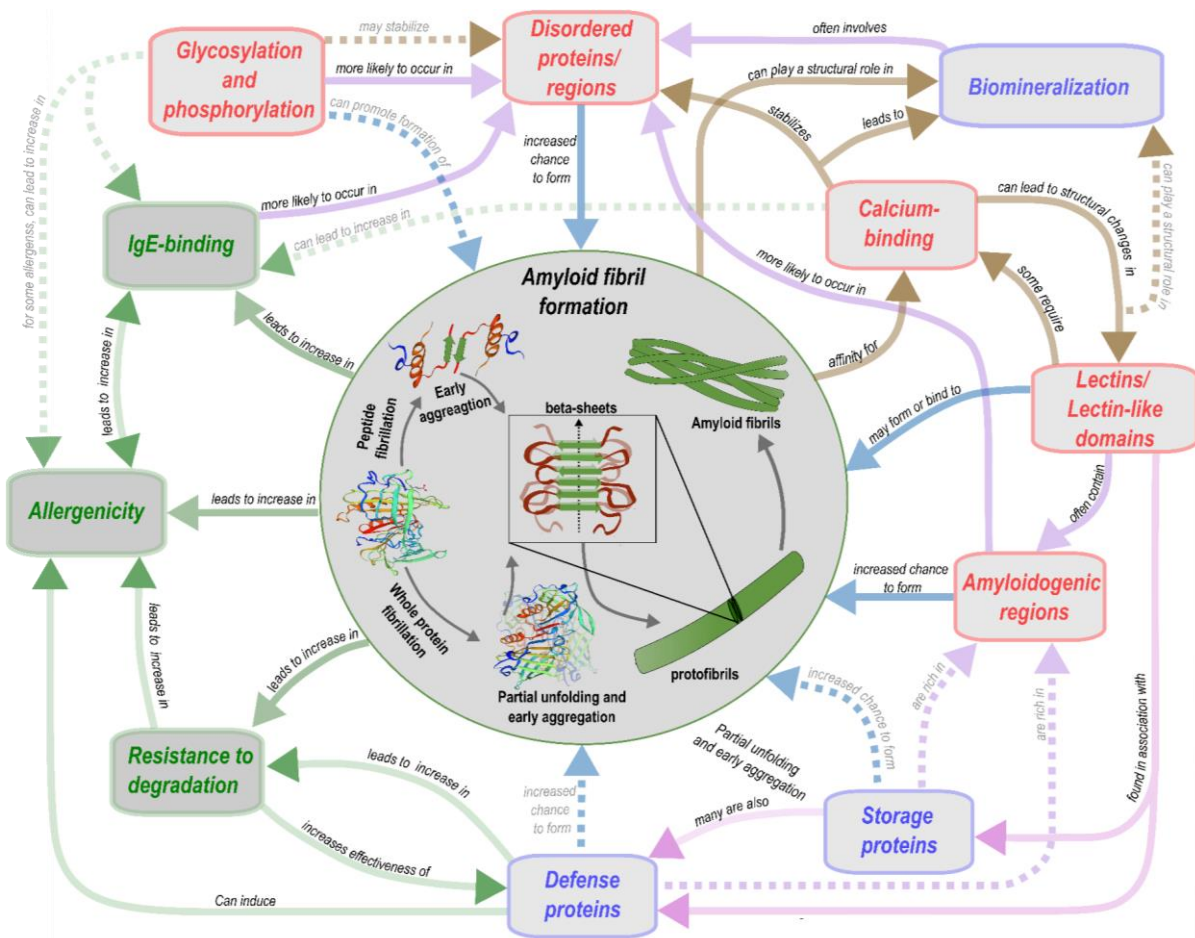 Glycosylation
and
phosphorylation
may stabilize
more likely to occur in
can promote formation of
Disordered
proteins/
regions
often involves
Biomineralization
can play a structural role in
stabilizes
leads to
increased
chance
to form
for some allergenss, can lead to increase in
IgE-binding
more likely to occur in
can lead to increase in
Calcium-
binding
can lead to structural changes in
can play a structural role in
some require
more likely to occur in
affinity for
Amyloid fibril
formation
leads to increase in
leads to increase in
Peptide
fibrillation
Early
aggreagtion
beta-sheets
Amyloid fibrils
may form or bind to
Lectins/
Lectin-like
domains
often contain
Allergenicity
leads to increase in
Whole protein
fibrillation
Partial unfolding and
early aggregation
protofibrils
increased chance
to form
Amyloidogenic
regions
leads to increase in
leads to increase in
Resistance to
degradation
leads to increase in
increases effectiveness of
Can induce
increased
chance
to form
Defense
proteins
Partial unfolding
and early aggregation
increased chance to form
are rich in
are rich in
many are also
Storage
proteins
found in association with